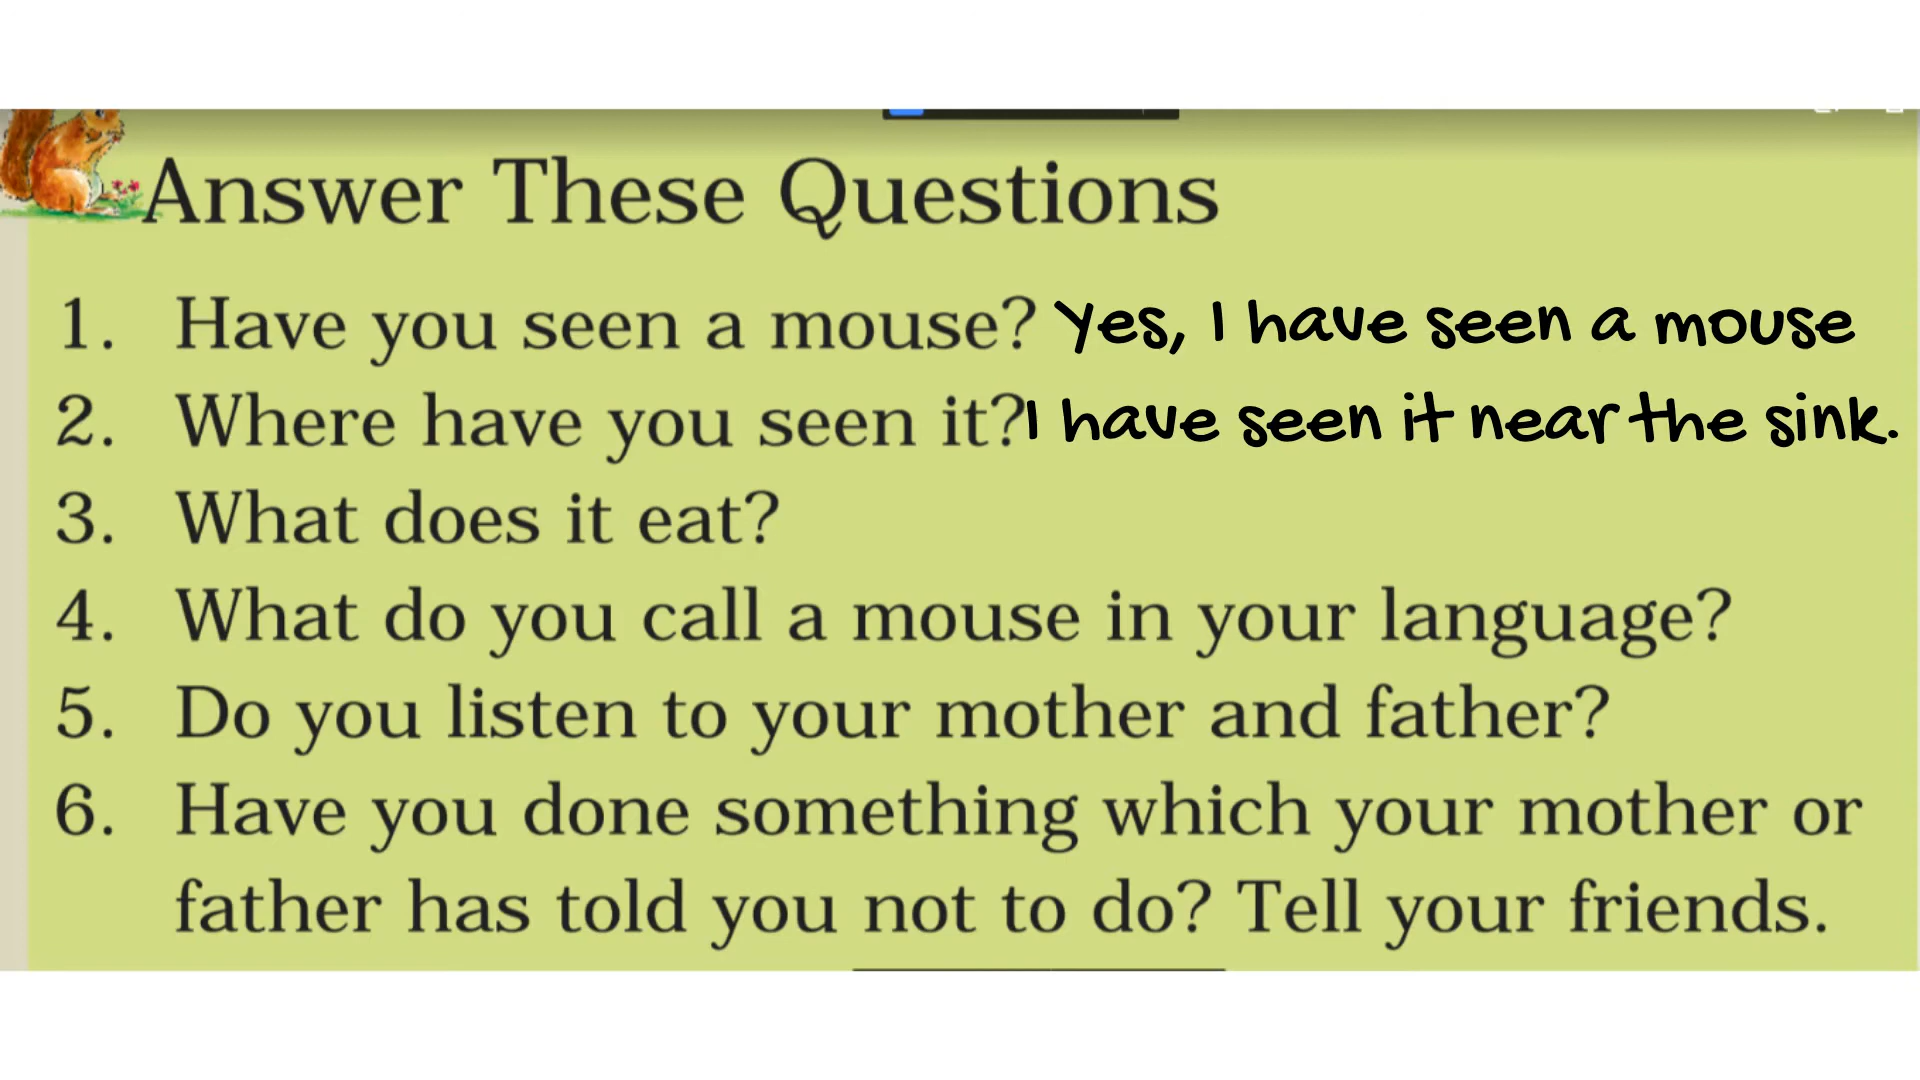 Answer These Questions
1. Have you seen a mouse? Yes, I have seen a mouse
2. Where have you seen it? I have seen it near the sink.
3. What does it eat?
4. What do you call a mouse in your language?
5. Do you listen to your mother and father?
6. Have you done something which your mother or
father has told you not to do? Tell your friends.